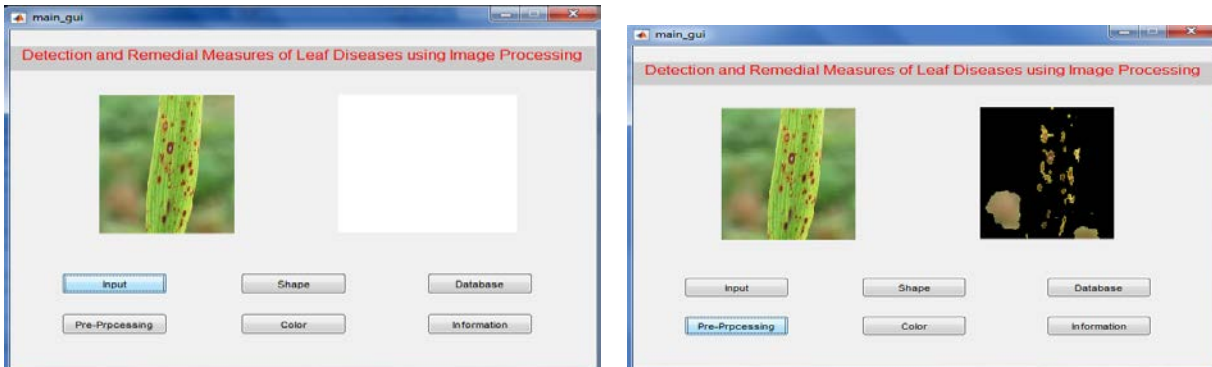 main_gui
Detection and Remedial Measures of Leaf Diseases using Image Processing
Input
Shape
Database
Pre-Prpcessing
Color
Information
main_gui
Detection and Remedial Measures of Leaf Diseases using Image Processing
Input
Shape
Database
Pre-Prpcessing
Color
Information